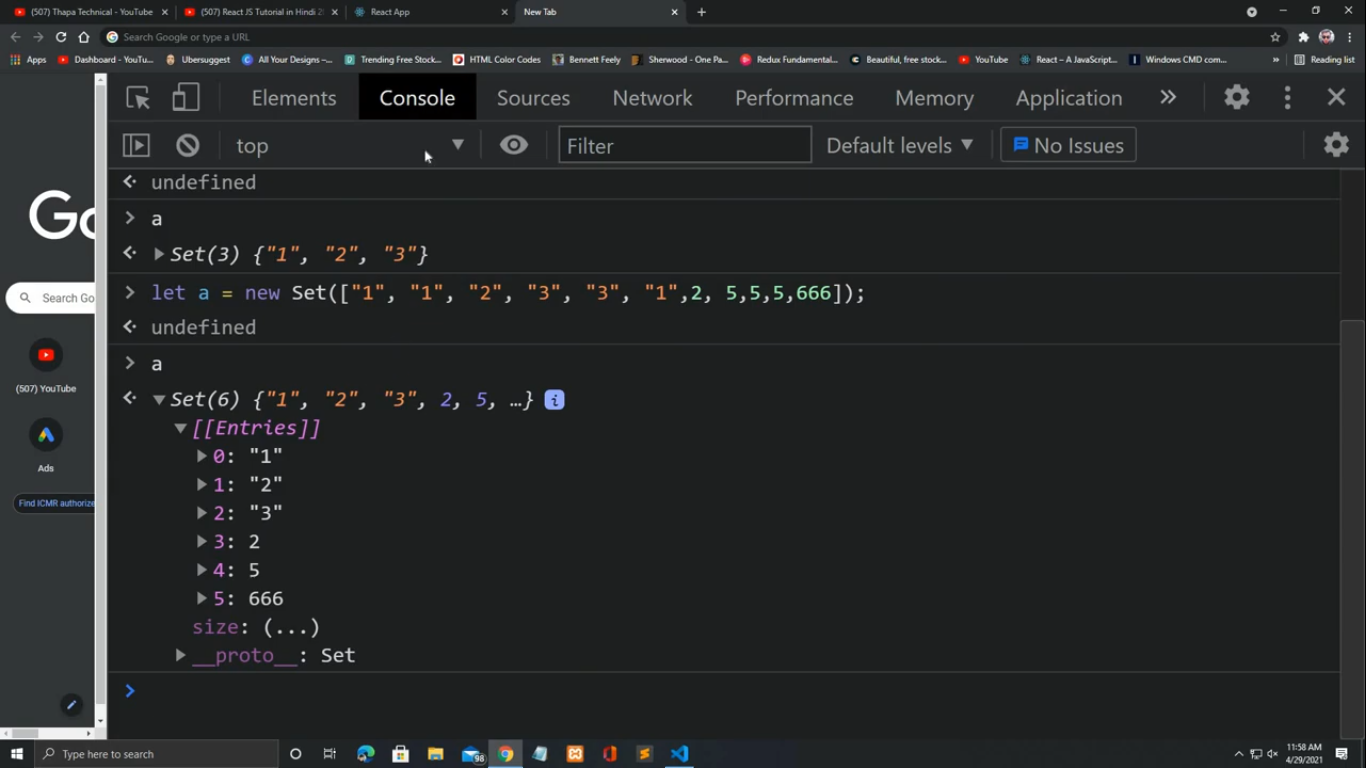 (507) Thapa Technical - YouTube
(507) React JS Tutorial in Hindi 2
React App
New Tab
Search Google or type a URL
Apps
Dashboard - YouTu...
Ubersuggest
All Your Designs –...
Trending Free Stock...
HTML Color Codes
Bennett Feely
Sherwood - One Pa...
Redux Fundamental...
Beautiful, free stock...
YouTube
React – A JavaScript...
Windows CMD com...
»
Reading list
Elements
Console
Sources
Network
Performance
Memory
Application
»
top
Filter
Default levels
No Issues
undefined
> a
Set(3) {"1", "2", "3"}
> let a = new Set(["1", "1", "2", "3", "3", "1",2, 5,5,5,666]);
undefined
> a
Set(6) {"1", "2", "3", 2, 5, …} i
[[Entries]]
0: "1"
1: "2"
2: "3"
3: 2
4: 5
5: 666
size: (...)
__proto__: Set
>
Go
Search Go
(507) YouTube
Ads
Find ICMR authorize
Type here to search
98
11:58 AM
4/29/2021